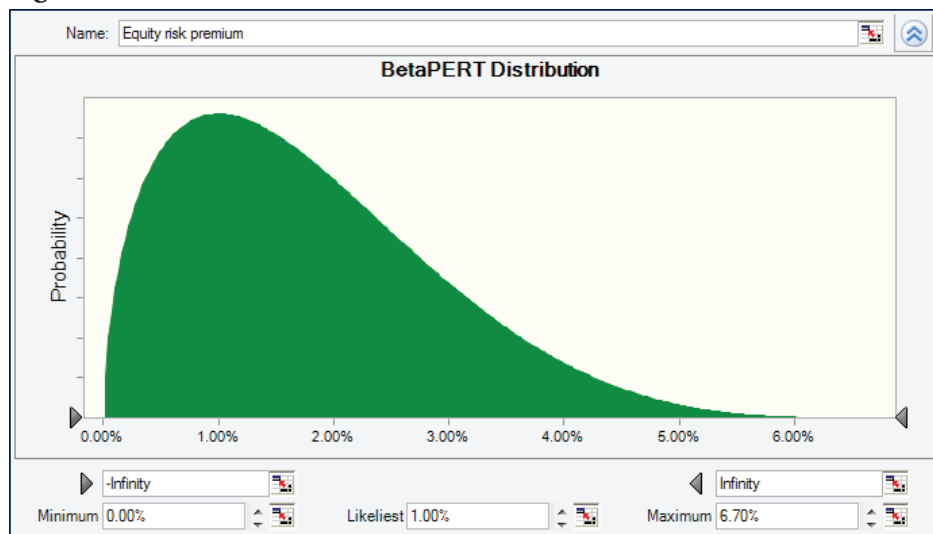 Name: Equity risk premium
BetaPERT Distribution
Probability
0.00% 1.00% 2.00% 3.00% 4.00% 5.00% 6.00%
-Infinity Infinity
Minimum 0.00% Likeliest 1.00% Maximum 6.70%